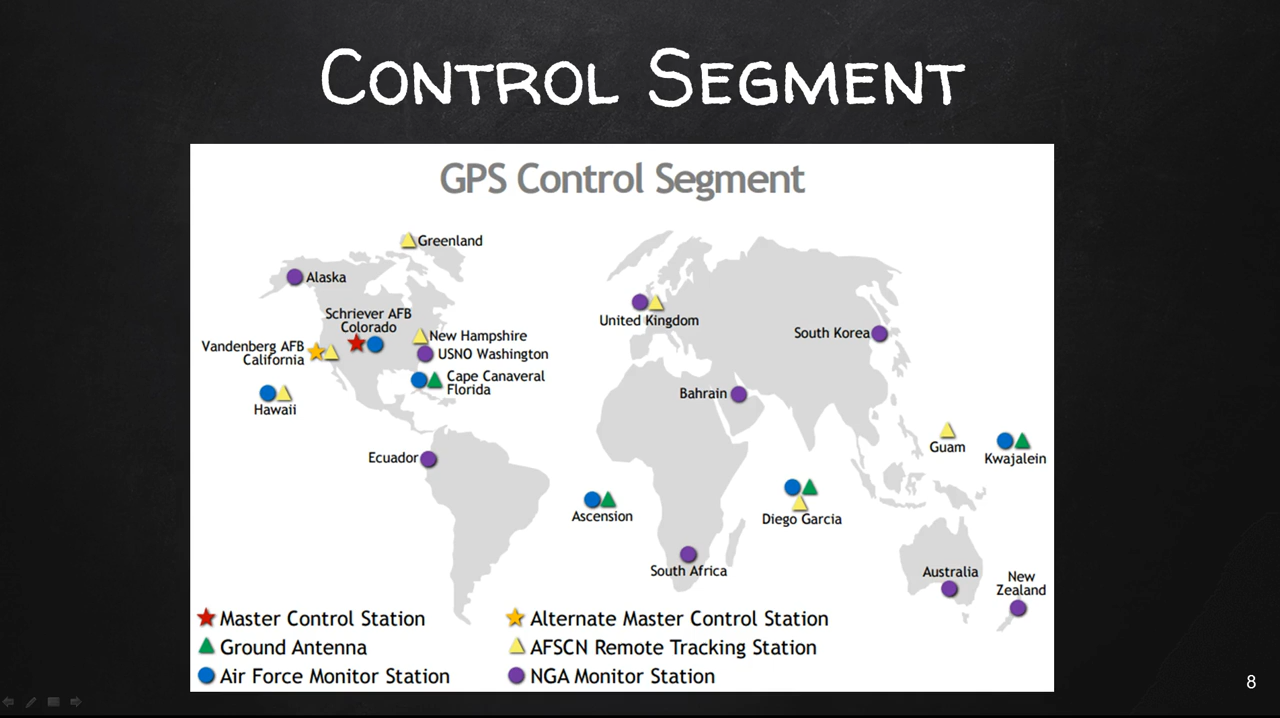 CONTROL SEGMENT
GPS Control Segment
Greenland
Alaska
Schriever AFB
Colorado
Vandenberg AFB
California
New Hampshire
USNO Washington
Cape Canaveral
Florida
Hawaii
United Kingdom
South Korea
Bahrain
Guam
Kwajalein
Ecuador
Ascension
Diego Garcia
South Africa
Australia
New
Zealand
Master Control Station
Alternate Master Control Station
Ground Antenna
AFSCN Remote Tracking Station
Air Force Monitor Station
NGA Monitor Station
8